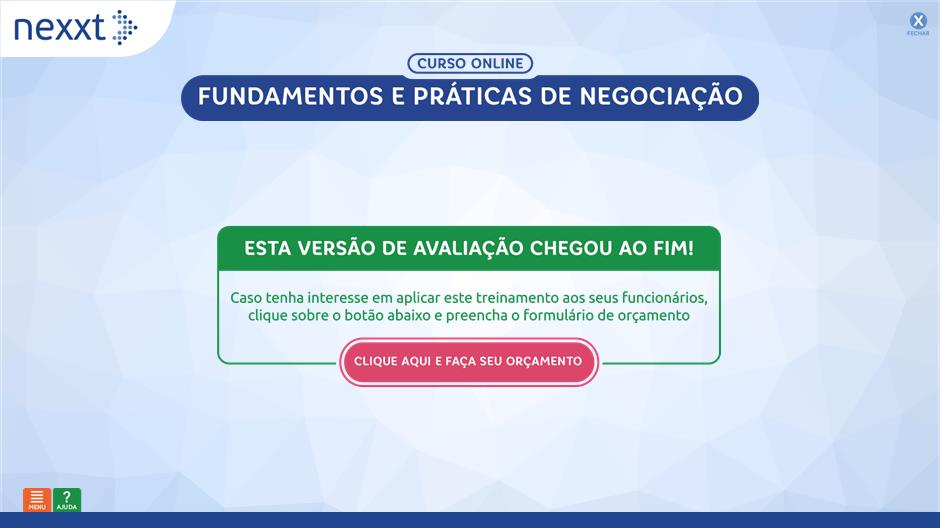 nexxt
X
FECHAR
CURSO ONLINE
FUNDAMENTOS E PRÁTICAS DE NEGOCIAÇÃO
ESTA VERSÃO DE AVALIAÇÃO CHEGOU AO FIM!
Caso tenha interesse em aplicar este treinamento aos seus funcionários,
clique sobre o botão abaixo e preencha o formulário de orçamento
CLIQUE AQUI E FAÇA SEU ORÇAMENTO
?
MENU
AJUDA